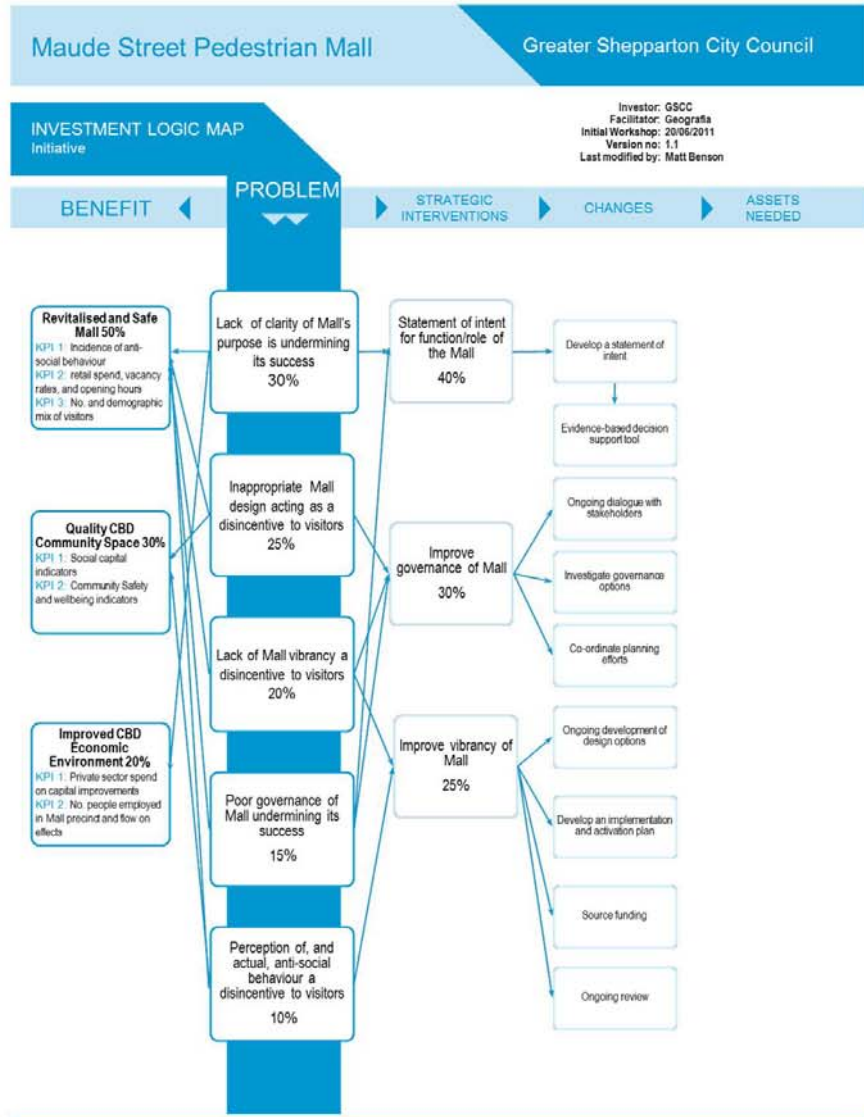 Maude Street Pedestrian Mall
Greater Shepparton City Council
INVESTMENT LOGIC MAP
Initiative
Investor: GSCC
Facilitator: Geografia
Initial Workshop: 20/06/2011
Version no: 1.1
Last modified by: Matt Benson
BENEFIT
PROBLEM
STRATEGIC
INTERVENTIONS
CHANGES
ASSETS
NEEDED
Revitalised and Safe
Mall 50%
KPI 1: Incidence of anti-
social behaviour
KPI 2: retail spend, vacancy
rates, and opening hours
KPI 3: No. and demographic
mix of visitors
Quality CBD
Community Space 30%
KPI 1: Social capital
indicators
KPI 2: Community Safety
and wellbeing indicators
Improved CBD
Economic
Environment 20%
KPI 1: Private sector spend
on capital improvements
KPI 2: No. people employed
in Mall precinct and flow on
effects
Lack of clarity of Mall's
purpose is undermining
its success
30%
Inappropriate Mall
design acting as a
disincentive to visitors
25%
Lack of Mall vibrancy a
disincentive to visitors
20%
Poor governance of
Mall undermining its
success
15%
Perception of, and
actual, anti-social
behaviour a
disincentive to visitors
10%
Statement of intent
for function/role of
the Mall
40%
Improve
governance of Mall
30%
Improve vibrancy of
Mall
25%
Develop a statement of
intent
Evidence-based decision
support tool
Ongoing dialogue with
stakeholders
Investigate governance
options
Co-ordinate planning
efforts
Ongoing development of
design options
Develop an implementation
and activation plan
Source funding
Ongoing review